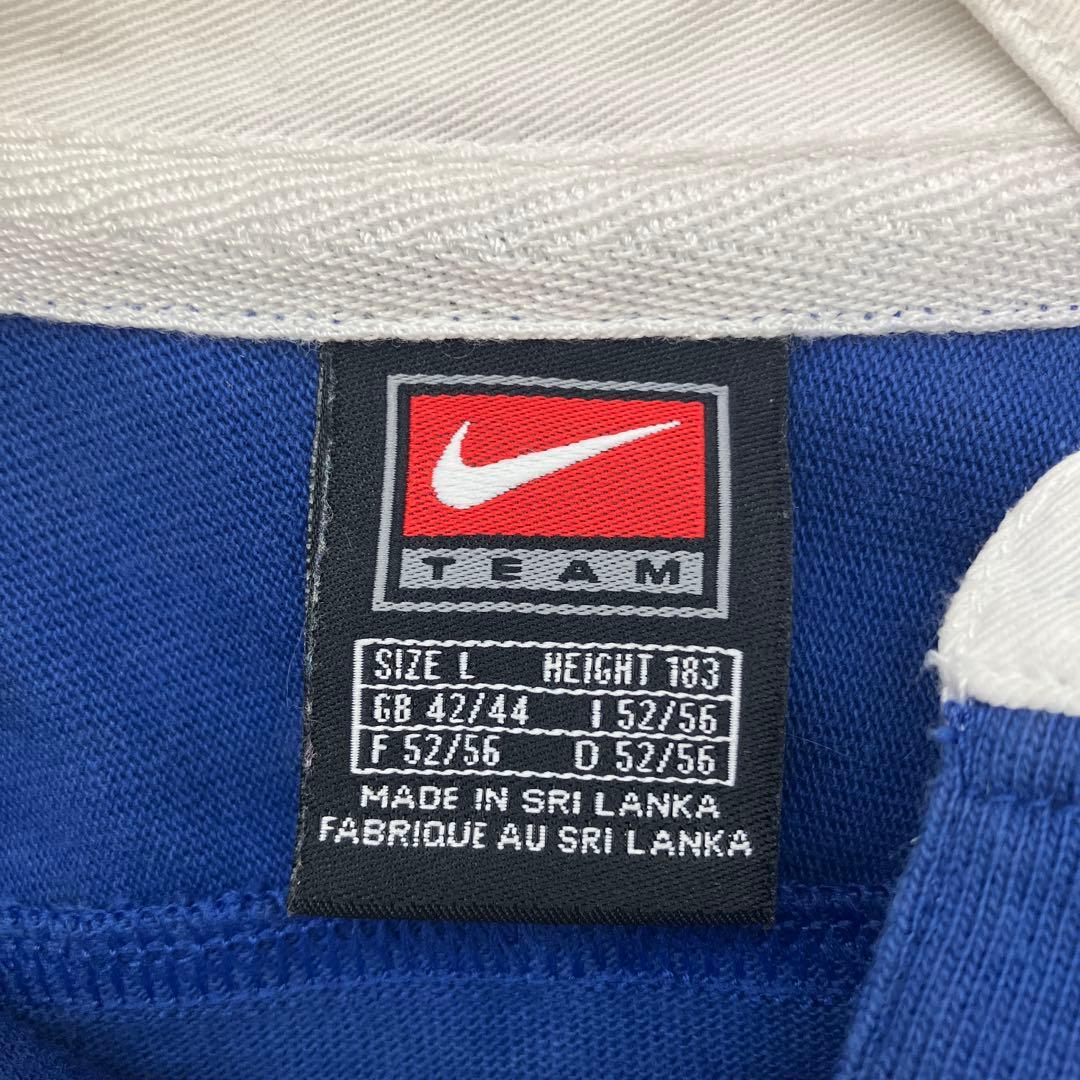 TEAM
SIZE L HEIGHT 183
GB 42/44 I 52/56
F 52/56 D 52/56
MADE IN SRI LANKA
FABRIQUE AU SRI LANKA